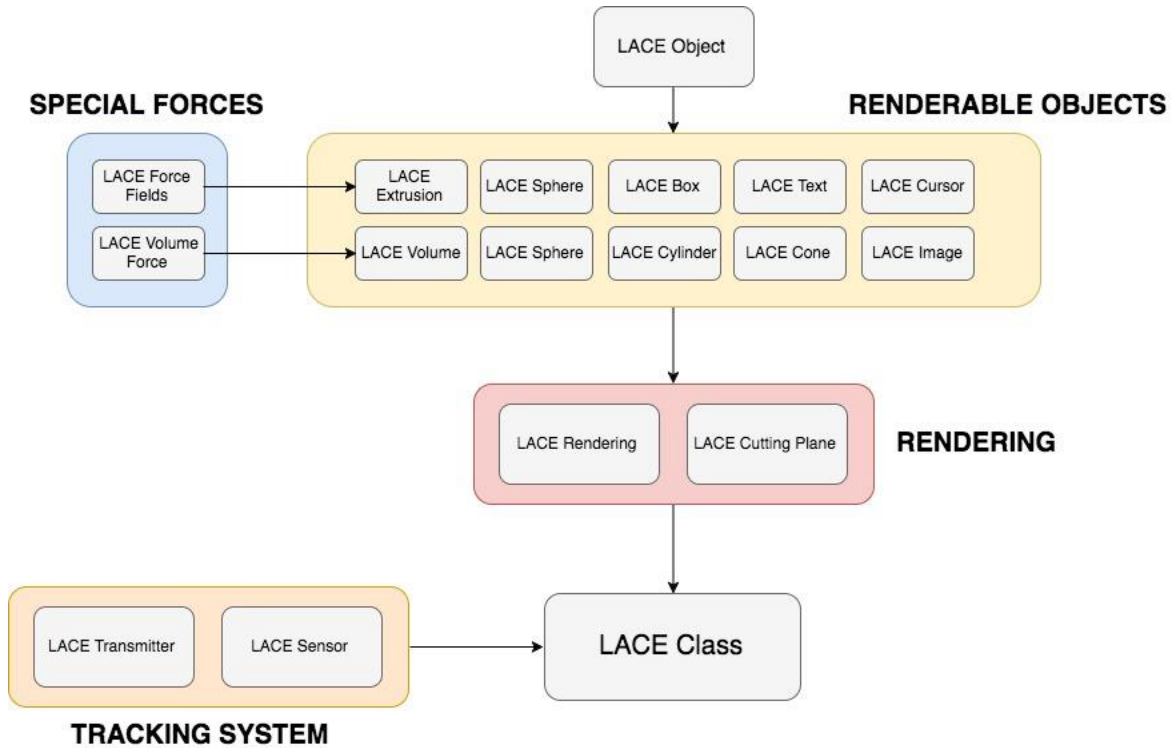 LACE Object
SPECIAL FORCES
RENDERABLE OBJECTS
LACE Force
Fields
LACE
Extrusion
LACE Sphere
LACE Box
LACE Text
LACE Cursor
LACE Volume
Force
LACE Volume
LACE Sphere
LACE Cylinder
LACE Cone
LACE Image
LACE Rendering
LACE Cutting Plane
RENDERING
LACE Transmitter
LACE Sensor
LACE Class
TRACKING SYSTEM